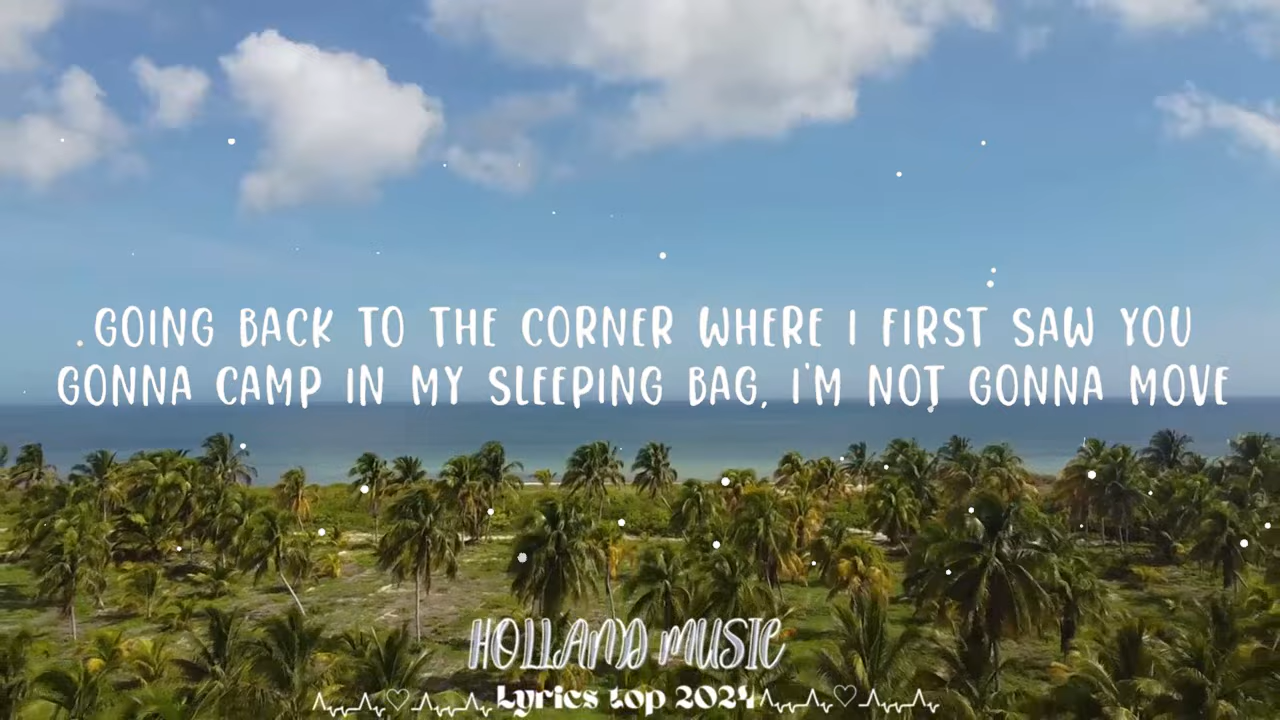 GOING BACK TO THE CORNER WHERE I FIRST SAW YOU
GONNA CAMP IN MY SLEEPING BAG, I'M NOT GONNA MOVE
HOLLAND MUSIC
Lyrics top 2024